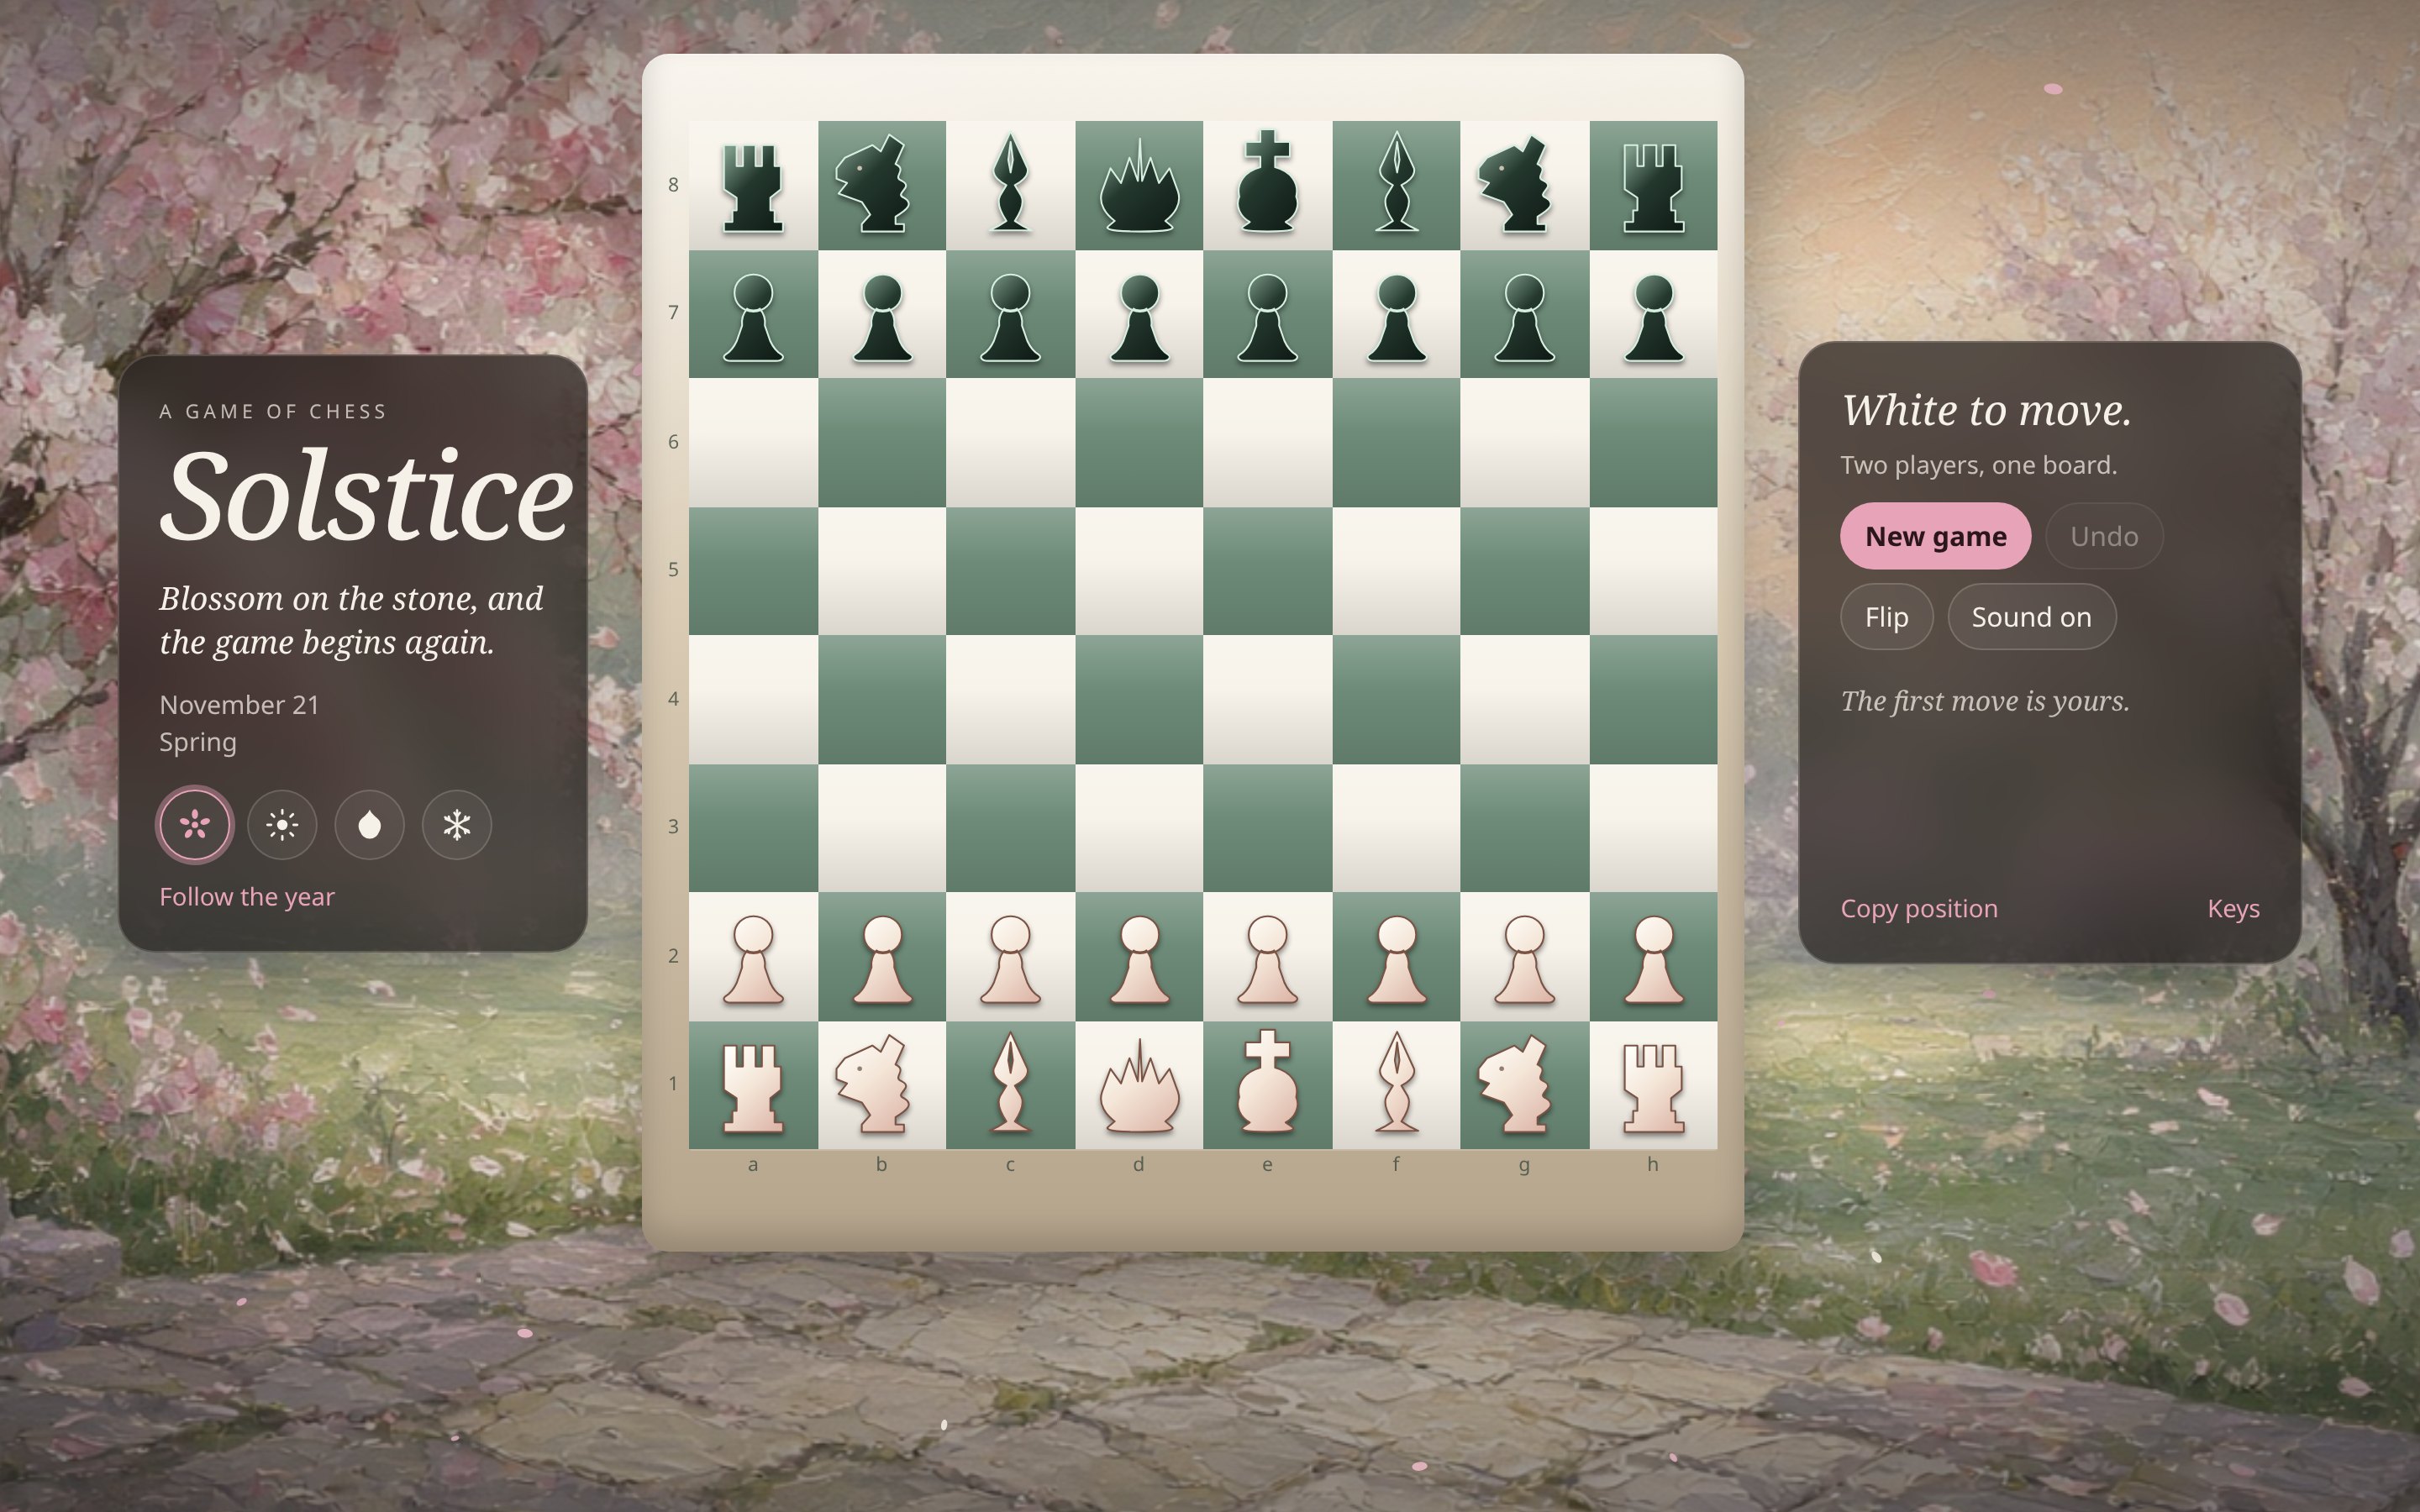 A GAME OF CHESS
Solstice
Blossom on the stone, and
the game begins again.
November 21
Spring
Follow the year
8
7
6
5
4
3
2
1
a b c d e f g h
White to move.
Two players, one board.
New game Undo
Flip Sound on
The first move is yours.
Copy position Keys